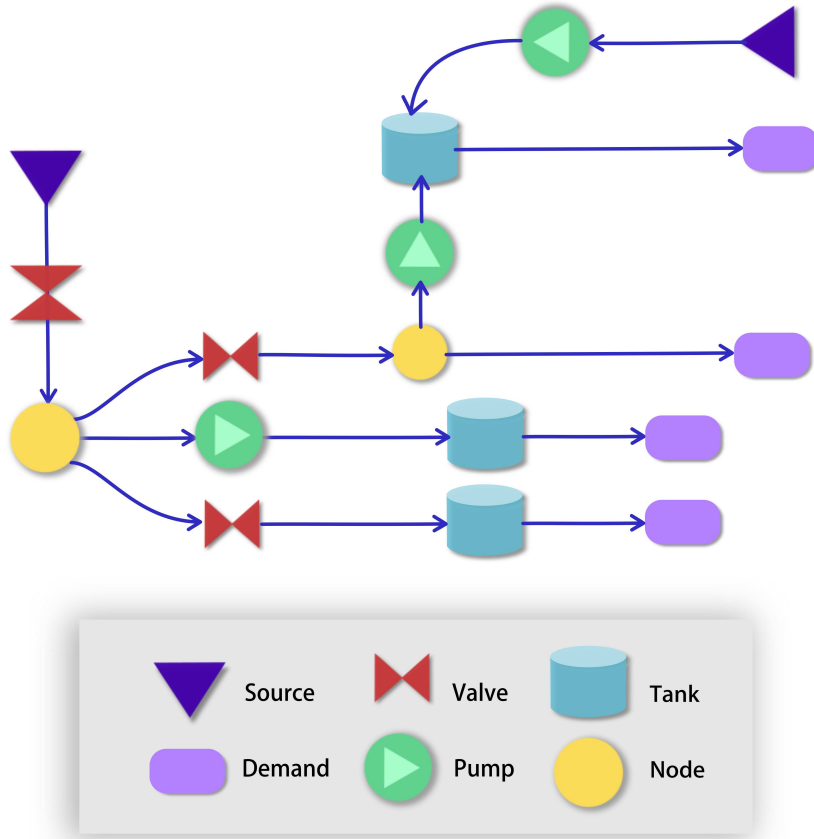 Source
Valve
Tank
Demand
Pump
Node